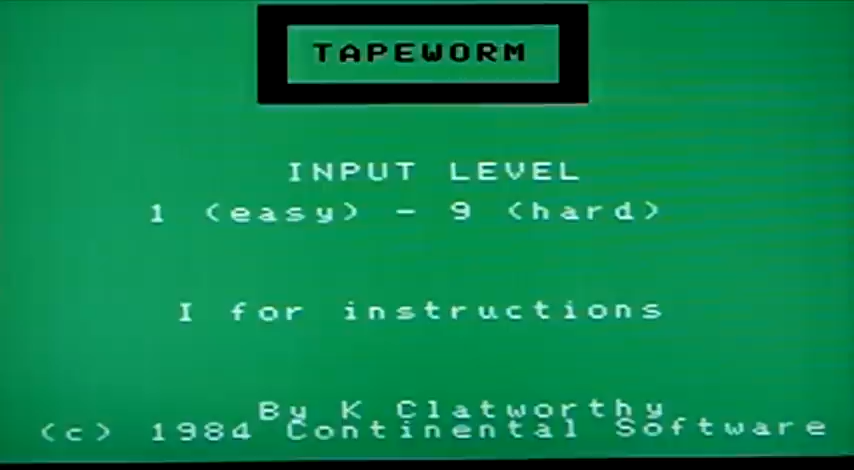 TAPEWORM
INPUT LEVEL
1 (easy) - 9 (hard)
I for instructions
By K Clatworthy
(c) 1984 Continental Software